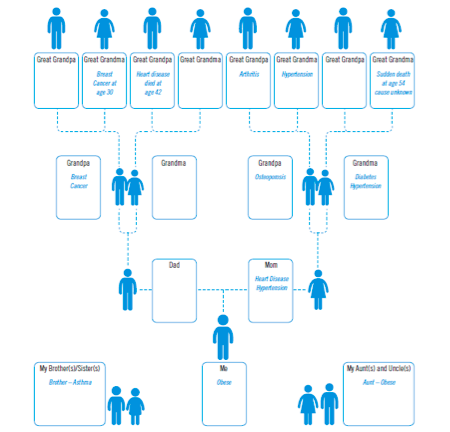 Great Grandpa
Great Grandma
Breast
Cancer at
age 30
Great Grandpa
Heart disease
died at
age 42
Great Grandma
Great Grandpa
Arthritis
Great Grandma
Hypertension
Great Grandpa
Great Grandma
Sudden death
at age 54
cause unknown
Grandpa
Breast
Cancer
Grandma
Grandpa
Osteoporosis
Grandma
Diabetes
Hypertension
Dad
Mom
Heart Disease
Hypertension
My Brother(s)/Sister(s)
Brother – Asthma
Me
Obese
My Aunt(s) and Uncle(s)
Aunt – Obese